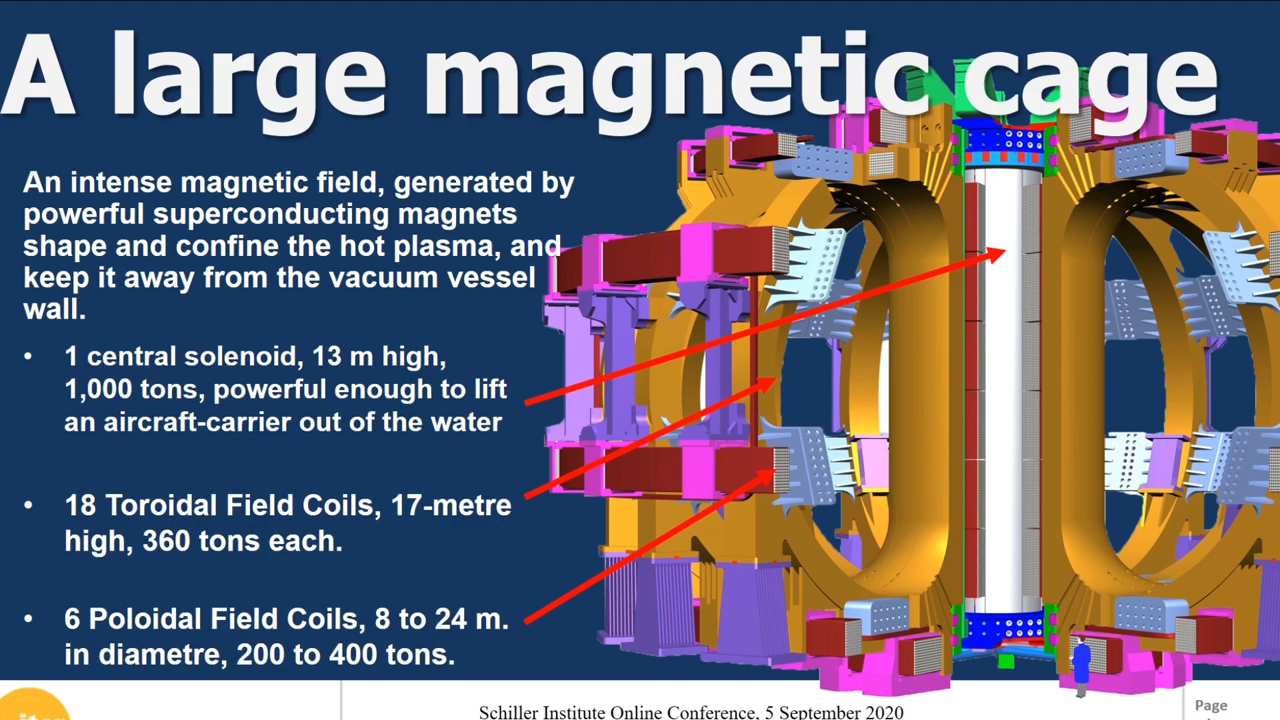 A large magnetic cage
An intense magnetic field, generated by
powerful superconducting magnets
shape and confine the hot plasma, and
keep it away from the vacuum vessel
wall.
• 1 central solenoid, 13 m high,
1,000 tons, powerful enough to lift
an aircraft-carrier out of the water
• 18 Toroidal Field Coils, 17-metre
high, 360 tons each.
• 6 Poloidal Field Coils, 8 to 24 m.
in diametre, 200 to 400 tons.
Schiller Institute Online Conference, 5 September 2020
Page